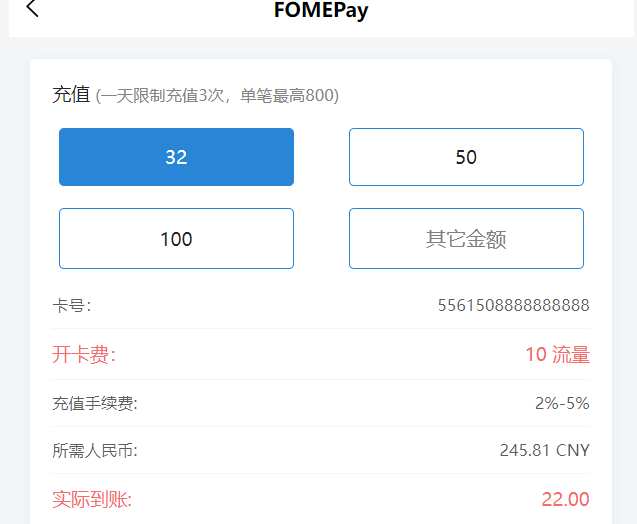 FOMEPay
充值 (一天限制充值3次，单笔最高800)
32 50
100 其它金额
卡号: 5561508888888888
开卡费: 10 流量
充值手续费: 2%-5%
所需人民币: 245.81 CNY
实际到账: 22.00